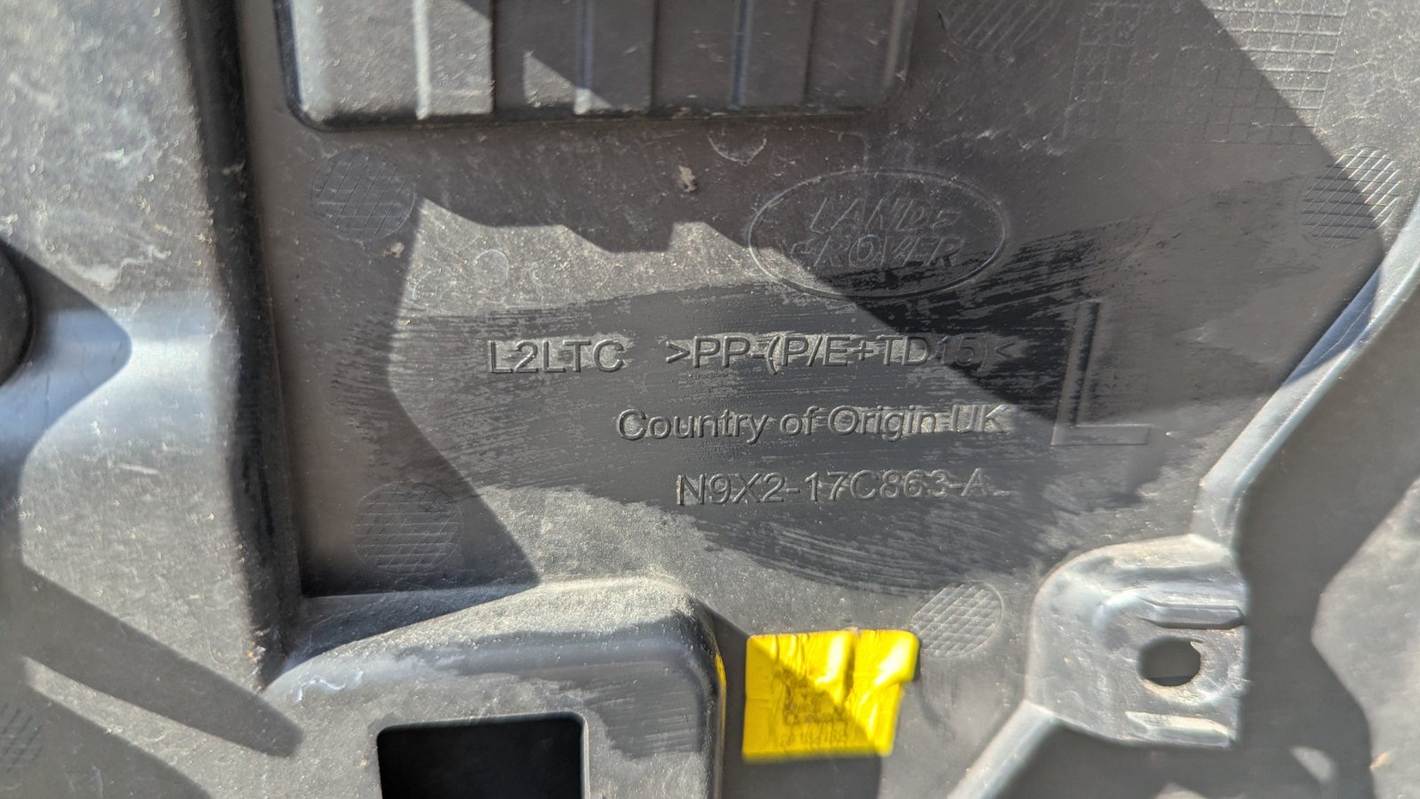 LAND
ROVER
L2LTC >PP-(P/E+TD15)<
L
Country of Origin UK
N9X2-17C863-A